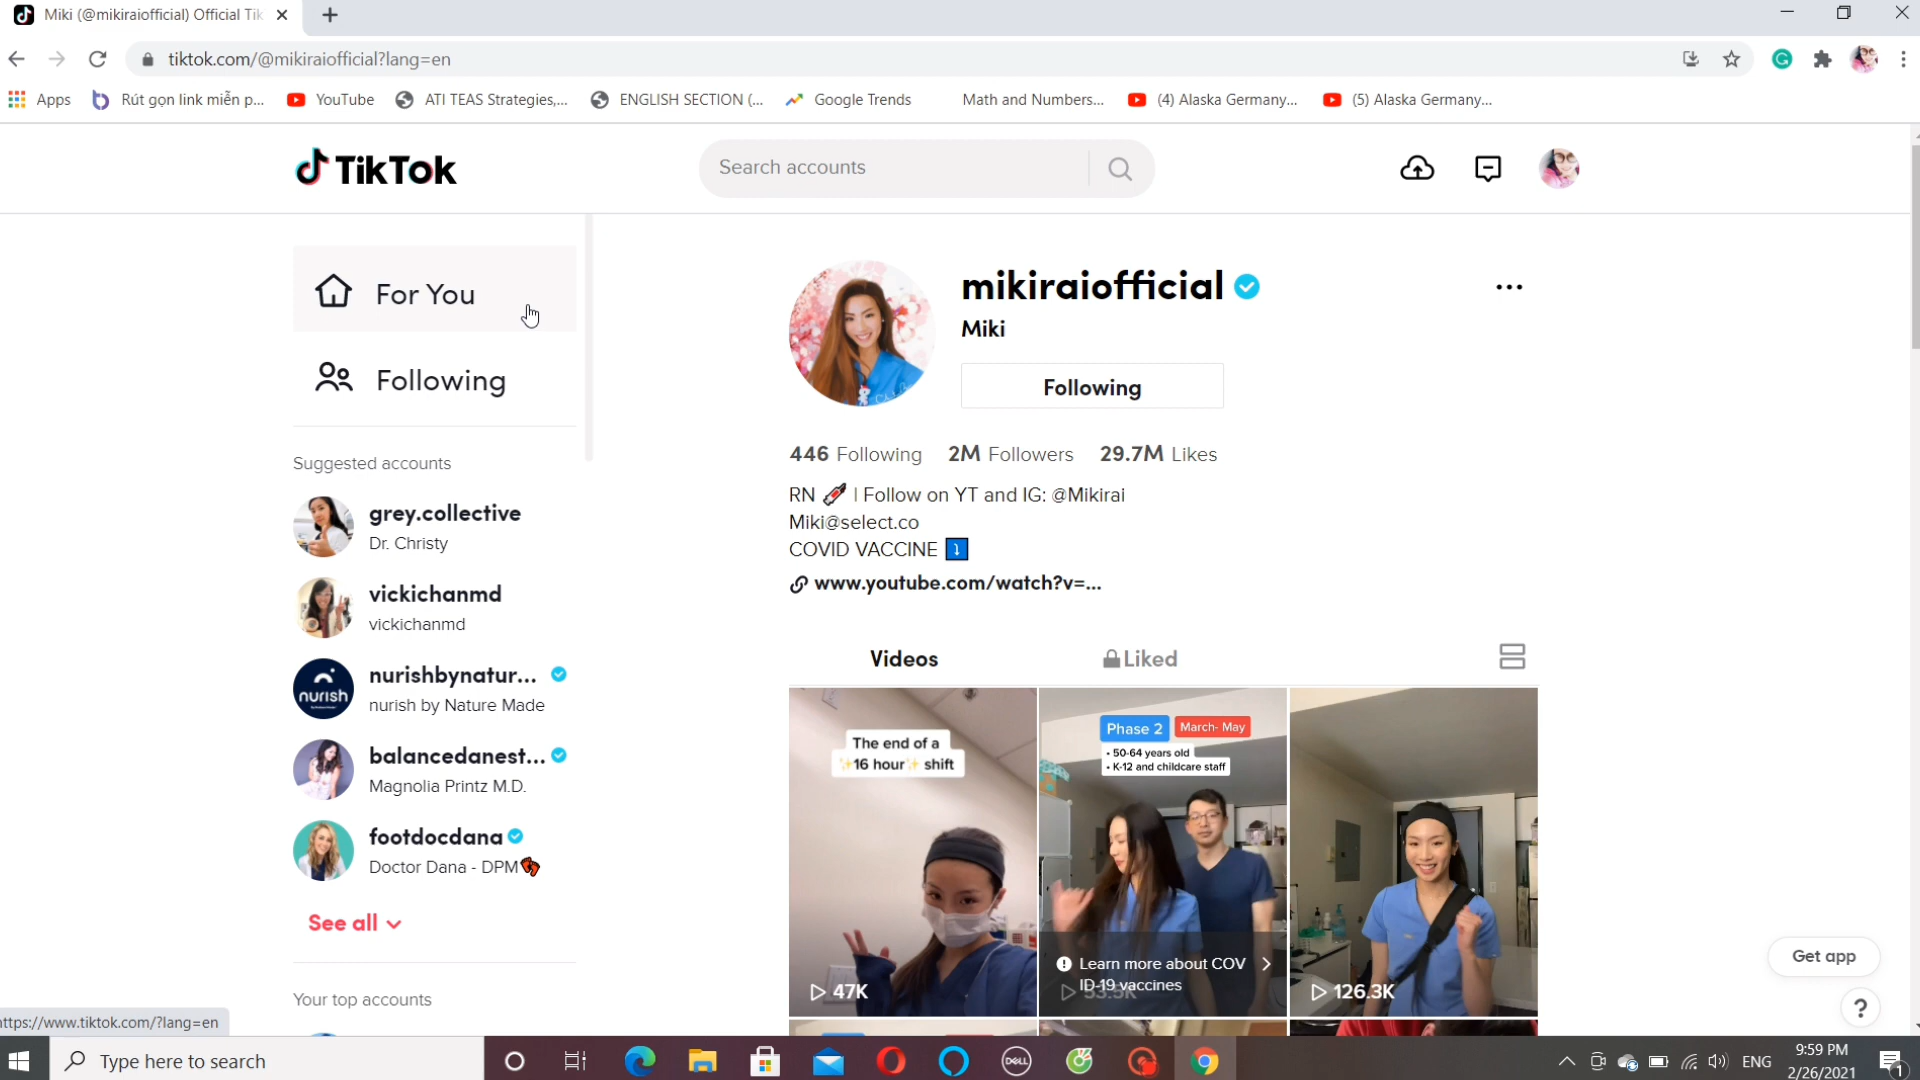 Miki (@mikiraiofficial) Official Tik
tiktok.com/@mikiraiofficial?lang=en
Apps
Rút gọn link miễn p...
YouTube
ATI TEAS Strategies,...
ENGLISH SECTION (...
Google Trends
Math and Numbers...
(4) Alaska Germany...
(5) Alaska Germany...
TikTok
Search accounts
For You
Following
Suggested accounts
grey.collective
Dr. Christy
vickichanmd
vickichanmd
nurish
nurishbynatur...
nurish by Nature Made
balancedanest...
Magnolia Printz M.D.
footdocdana
Doctor Dana - DPM
See all
Your top accounts
mikiraiofficial
Miki
Following
446 Following 2M Followers 29.7M Likes
RN 💉 | Follow on YT and IG: @Mikirai
Miki@select.co
COVID VACCINE ⤵
www.youtube.com/watch?v=...
Videos
Liked
The end of a
✨16 hour✨ shift
47K
Phase 2
March- May
• 50-64 years old
• K-12 and childcare staff
Learn more about COV
ID-19 vaccines
53.5K
126.3K
Get app
?
ttps://www.tiktok.com/?lang=en
Type here to search
DELL
ENG
9:59 PM
2/26/2021
1